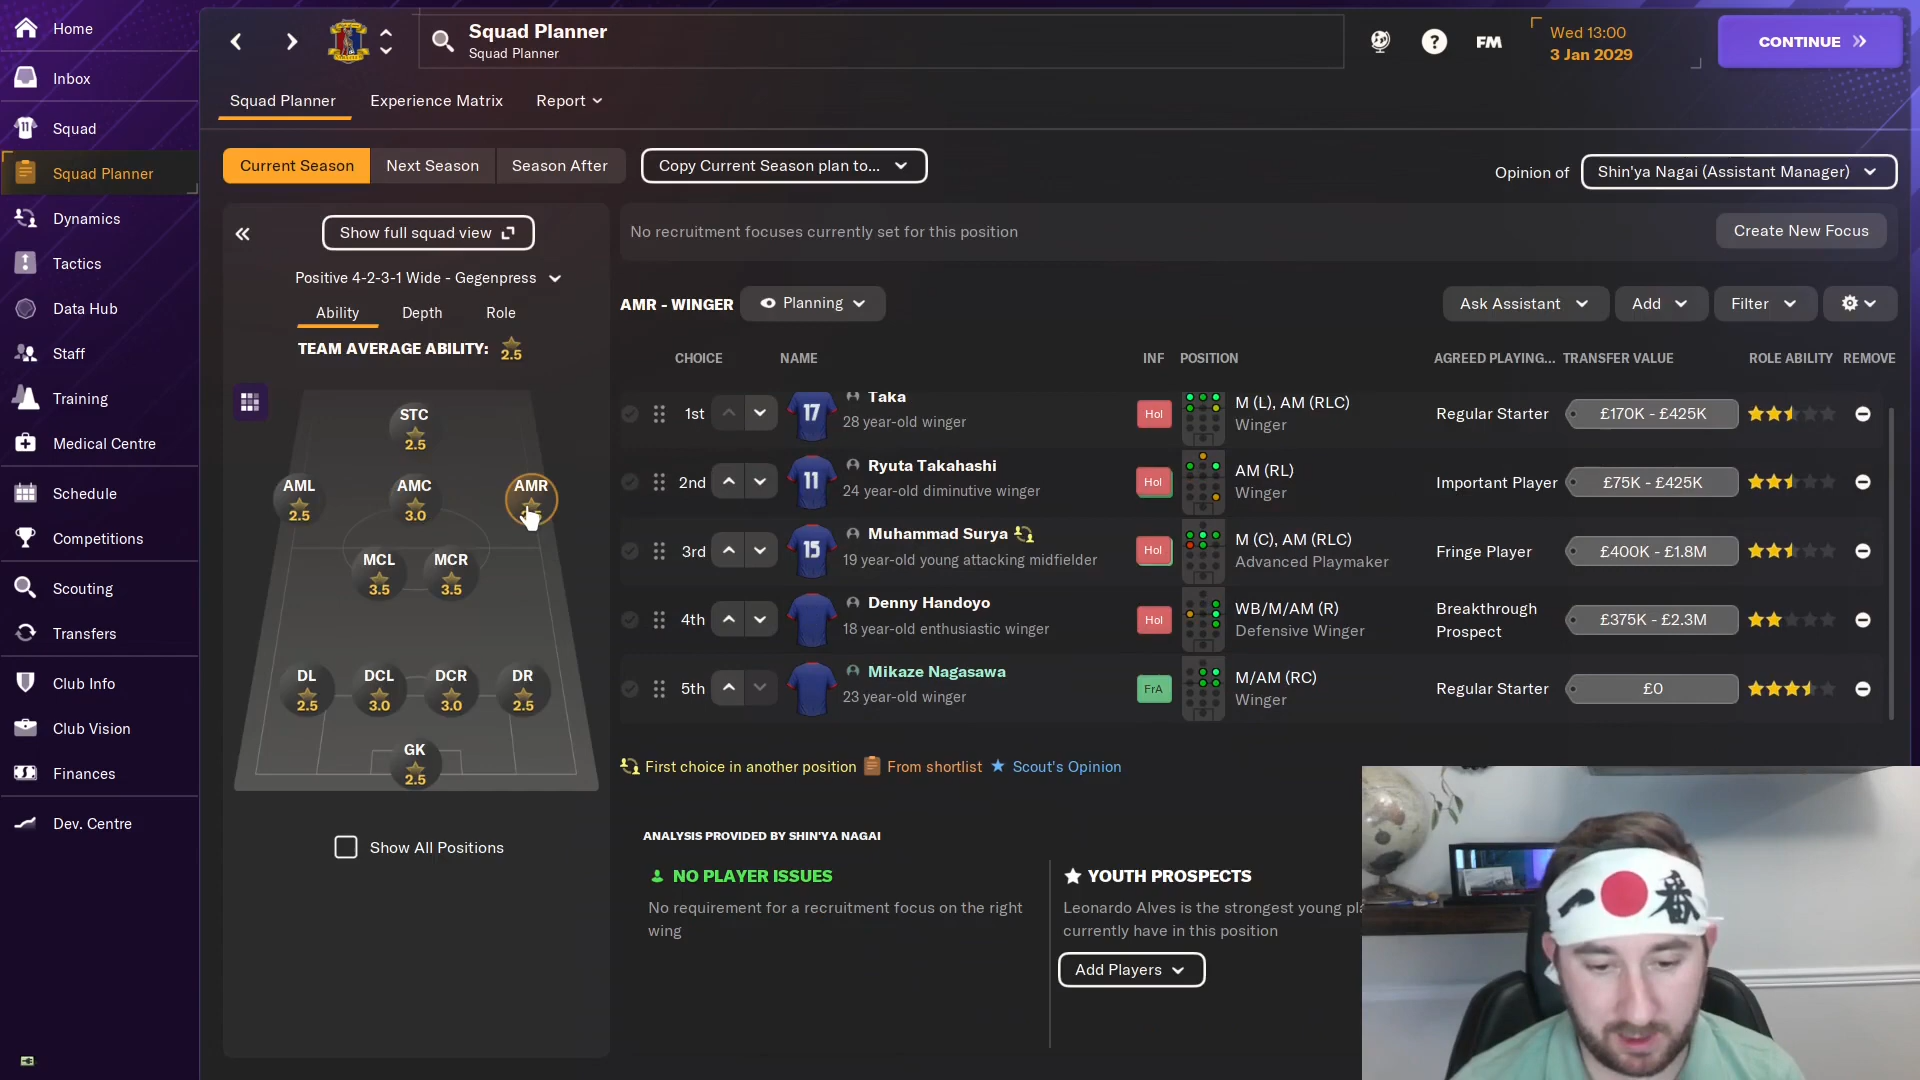 Home
Inbox
Squad
Squad Planner
Dynamics
Tactics
Data Hub
Staff
Training
Medical Centre
Schedule
Competitions
Scouting
Transfers
Club Info
Club Vision
Finances
Dev. Centre
Squad Planner
Squad Planner
FM
Wed 13:00
3 Jan 2029
CONTINUE
Squad Planner
Experience Matrix
Report
Current Season
Next Season
Season After
Copy Current Season plan to...
Opinion of
Shin'ya Nagai (Assistant Manager)
Show full squad view
Positive 4-2-3-1 Wide - Gegenpress
Ability
Depth
Role
TEAM AVERAGE ABILITY: 2.5
STC
2.5
AML
2.5
AMC
3.0
AMR
MCL
3.5
MCR
3.5
DL
2.5
DCL
3.0
DCR
3.0
DR
2.5
GK
2.5
Show All Positions
No recruitment focuses currently set for this position
Create New Focus
AMR - WINGER
Planning
Ask Assistant
Add
Filter
CHOICE NAME INF POSITION AGREED PLAYING... TRANSFER VALUE ROLE ABILITY REMOVE
1st 17 Taka
28 year-old winger
Hol M (L), AM (RLC)
Winger
Regular Starter £170K - £425K
2nd 11 Ryuta Takahashi
24 year-old diminutive winger
Hol AM (RL)
Winger
Important Player £75K - £425K
3rd 15 Muhammad Surya
19 year-old young attacking midfielder
Hol M (C), AM (RLC)
Advanced Playmaker
Fringe Player £400K - £1.8M
4th Denny Handoyo
18 year-old enthusiastic winger
Hol WB/M/AM (R)
Defensive Winger
Breakthrough
Prospect
£375K - £2.3M
5th Mikaze Nagasawa
23 year-old winger
FrA M/AM (RC)
Winger
Regular Starter £0
First choice in another position From shortlist Scout's Opinion
ANALYSIS PROVIDED BY SHIN'YA NAGAI
NO PLAYER ISSUES
No requirement for a recruitment focus on the right
wing
YOUTH PROSPECTS
Leonardo Alves is the strongest young
currently have in this position
Add Players
一番